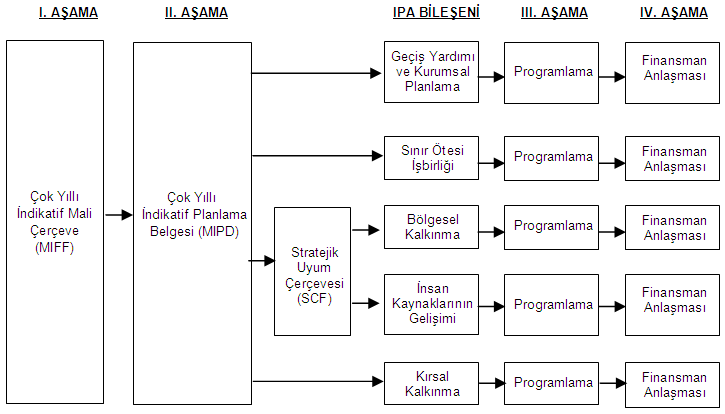 I. AŞAMA
II. AŞAMA
IPA BİLEŞENİ
III. AŞAMA
IV. AŞAMA
Çok Yıllı
İndikatif Mali
Çerçeve
(MIFF)
Çok Yıllı
İndikatif Planlama
Belgesi (MIPD)
Stratejik
Uyum
Çerçevesi
(SCF)
Geçiş Yardımı
ve Kurumsal
Planlama
Programlama
Finansman
Anlaşması
Sınır Ötesi
İşbirliği
Programlama
Finansman
Anlaşması
Bölgesel
Kalkınma
Programlama
Finansman
Anlaşması
İnsan
Kaynaklarının
Gelişimi
Programlama
Finansman
Anlaşması
Kırsal
Kalkınma
Programlama
Finansman
Anlaşması